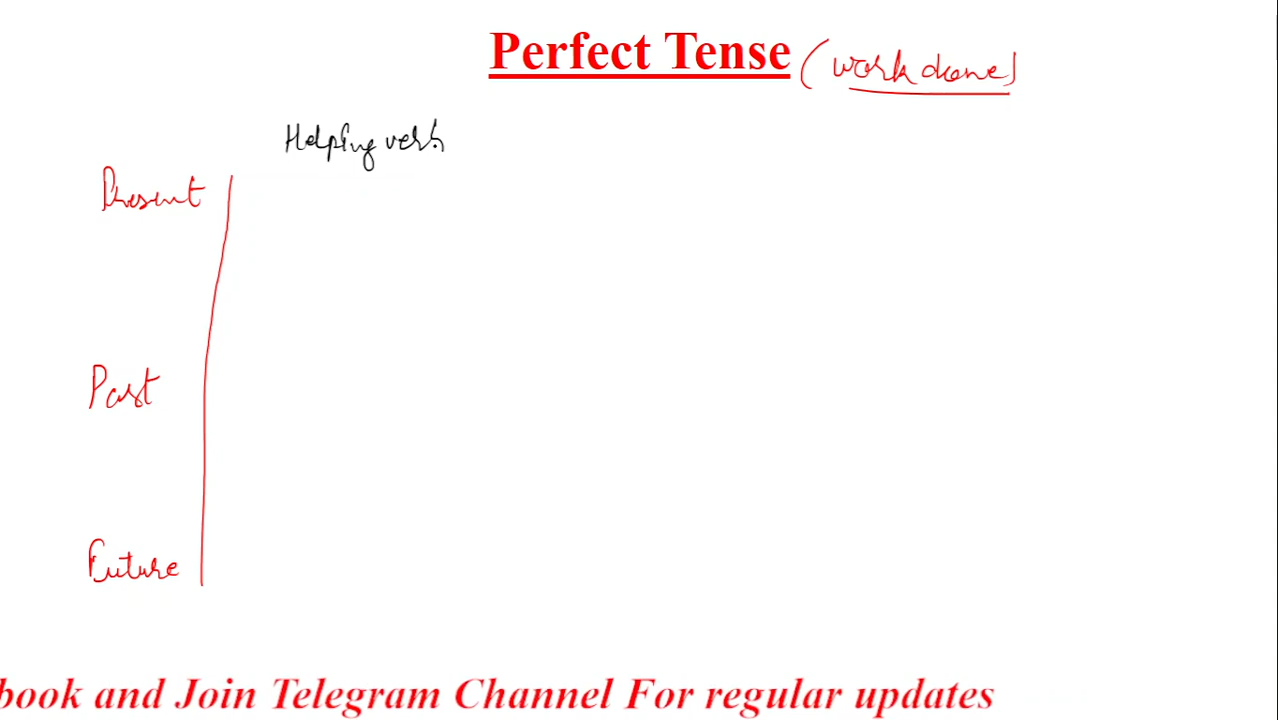 Perfect Tense (work done)
Helping verb
Present
Past
Future
book and Join Telegram Channel For regular updates